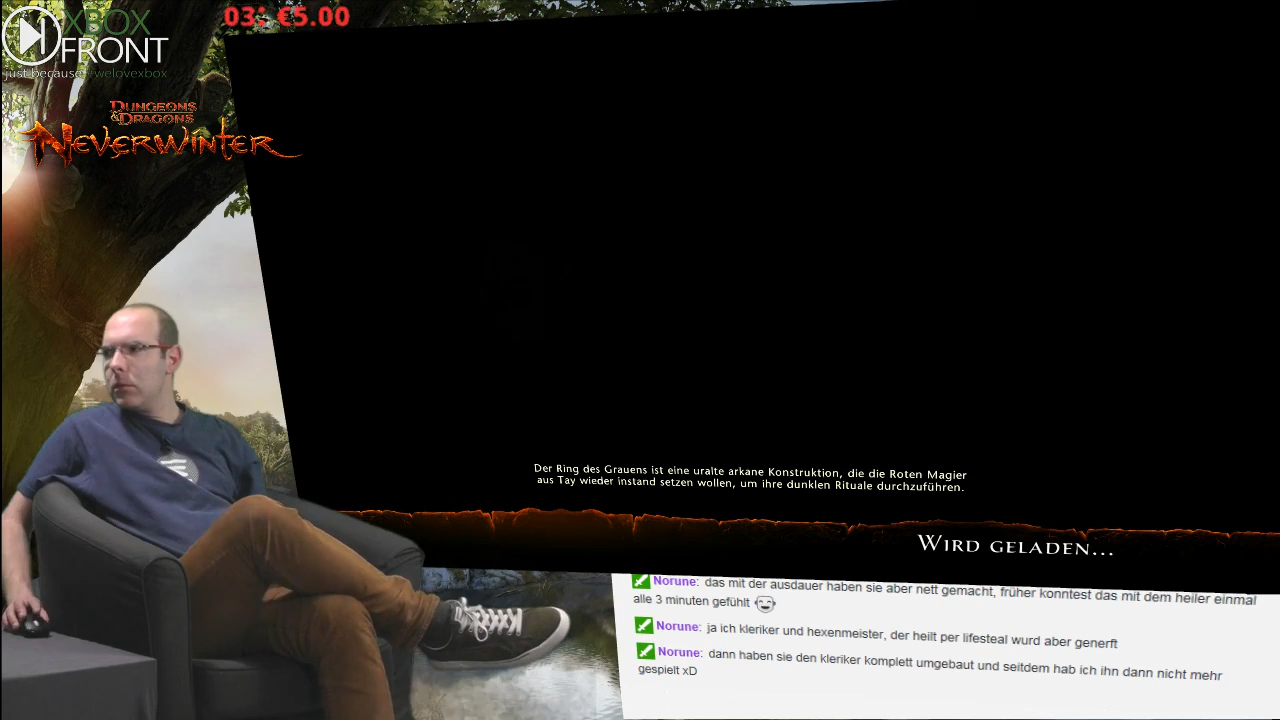 03: €5.00
XBOX
FRONT
just because #welovexbox
DUNGEONS
& DRAGONS
NEVERWINTER
Der Ring des Grauens ist eine uralte arkane Konstruktion, die die Roten Magier
aus Tay wieder instand setzen wollen, um ihre dunklen Rituale durchzuführen.
WIRD GELADEN...
Norune: das mit der ausdauer haben sie aber nett gemacht, früher konntest das mit dem heiler einmal
alle 3 minuten gefühlt
Norune: ja ich kleriker und hexenmeister, der heilt per lifesteal wurd aber generft
Norune: dann haben sie den kleriker komplett umgebaut und seitdem hab ich ihn dann nicht mehr
gespielt xD